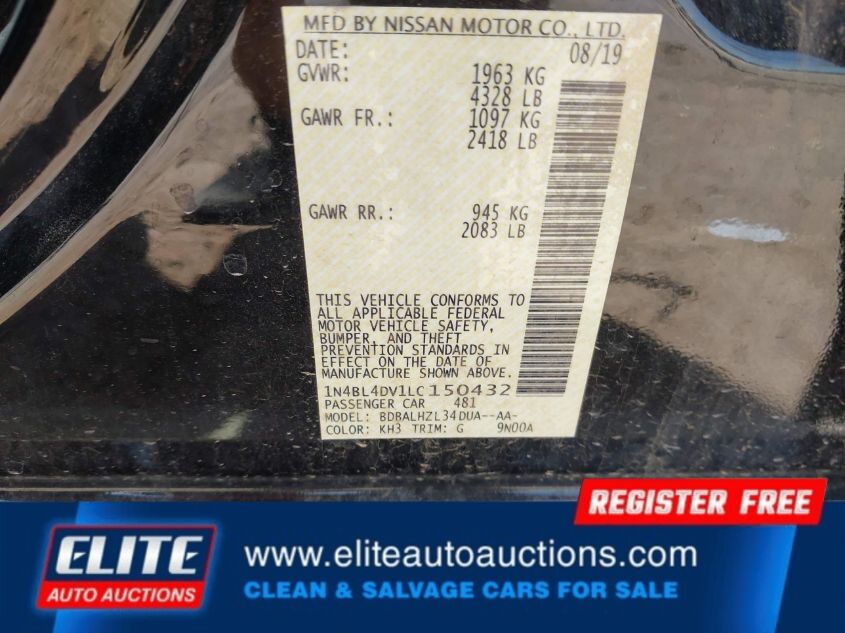 MFD BY NISSAN MOTOR CO., LTD.
DATE: 08/19
GVWR: 1963 KG
4328 LB
GAWR FR.: 1097 KG
2418 LB
GAWR RR.: 945 KG
2083 LB
THIS VEHICLE CONFORMS TO
ALL APPLICABLE FEDERAL
MOTOR VEHICLE SAFETY,
BUMPER, AND THEFT
PREVENTION STANDARDS IN
EFFECT ON THE DATE OF
MANUFACTURE SHOWN ABOVE.
1N4BL4DV1LC150432
PASSENGER CAR 481
MODEL: BDBALHZL34DUA--AA-
COLOR: KH3 TRIM: G 9N00A
REGISTER FREE
ELITE
AUTO AUCTIONS
www.eliteautoauctions.com
CLEAN & SALVAGE CARS FOR SALE